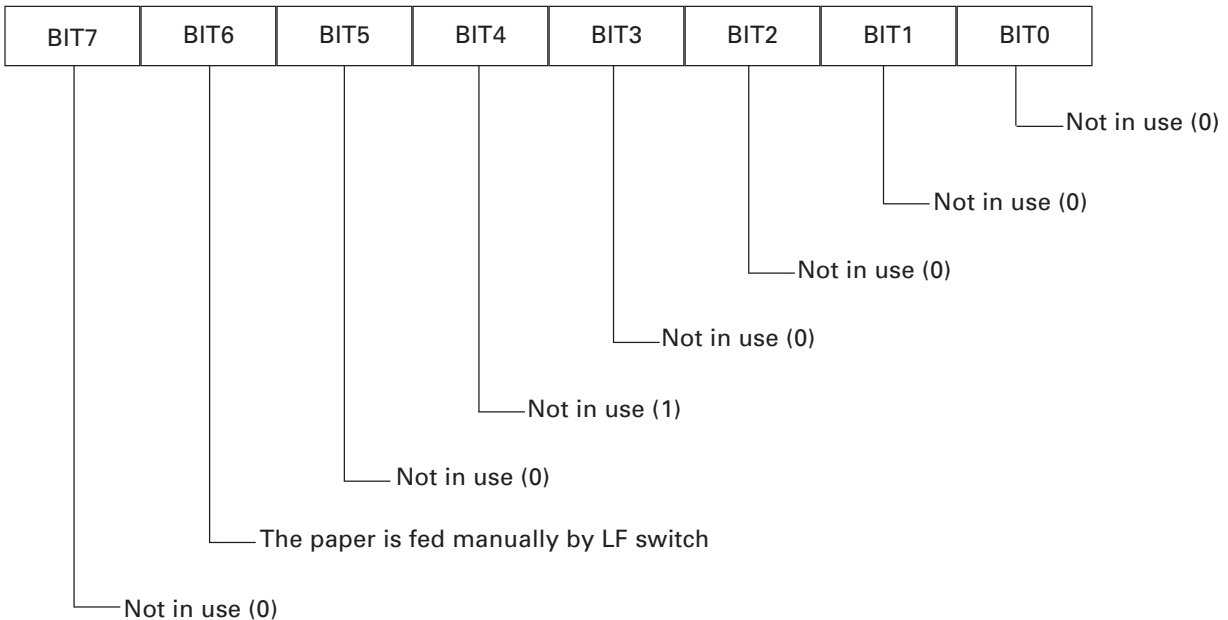 BIT7 BIT6 BIT5 BIT4 BIT3 BIT2 BIT1 BIT0
Not in use (0)
Not in use (0)
Not in use (0)
Not in use (0)
Not in use (1)
Not in use (0)
The paper is fed manually by LF switch
Not in use (0)